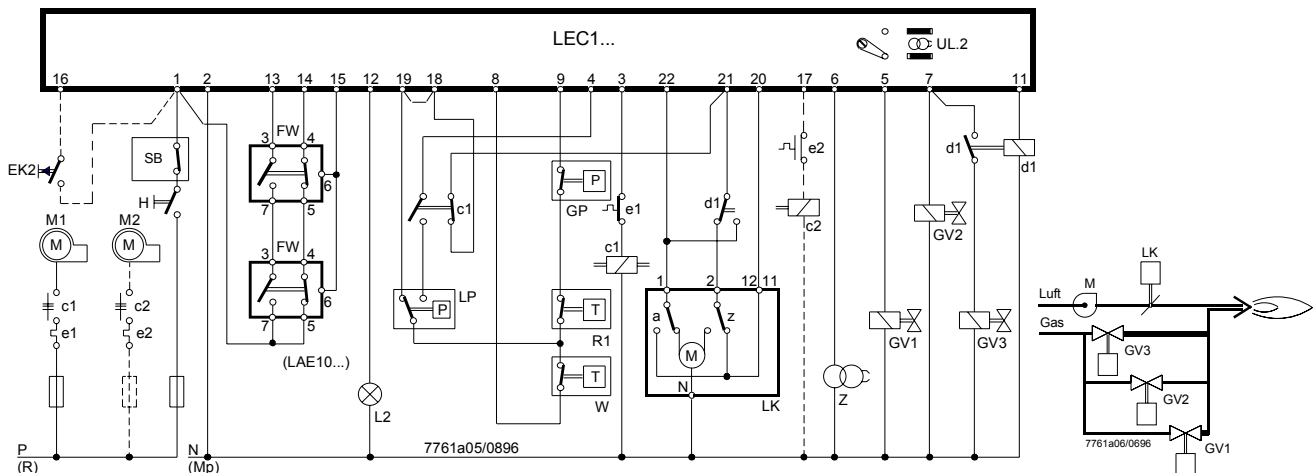 LEC1...
UL.2
16 1 2 13 14 15 12 19 18 8 9 4 3 22 21 20 17 6 5 7 11
3 FW 4
SB
EK2
6
H
7 5
M1 M2
M M
3 FW 4
6
7 5
(LAE10...)
c1 c2
e1 e2
c1
P
GP
e1
d1
e2
c2
d1
d1
GV2
c1
LP
P
T
R1
T
W
1 2 12 11
a z
M
N
LK
GV1
GV3
L2
Z
P
(R)
N
(Mp)
7761a05/0896
LK
Luft
M
Gas
GV3
GV2
7761a06/0696
GV1